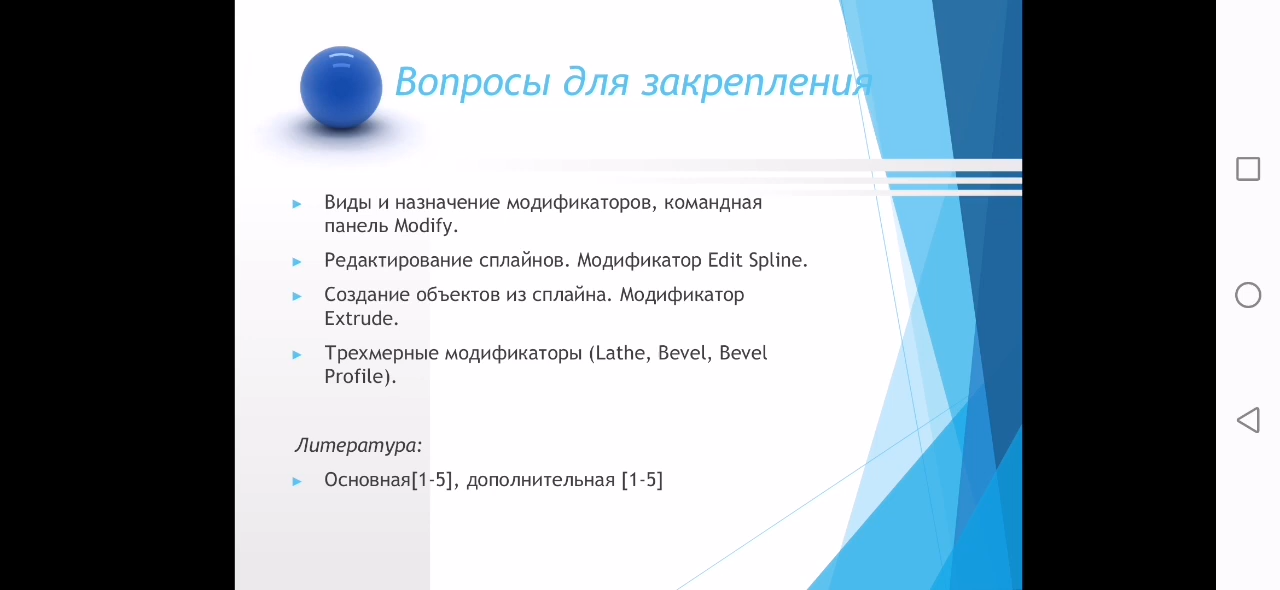 Вопросы для закрепления
Виды и назначение модификаторов, командная
панель Modify.
Редактирование сплайнов. Модификатор Edit Spline.
Создание объектов из сплайна. Модификатор
Extrude.
Трехмерные модификаторы (Lathe, Bevel, Bevel
Profile).
Литература:
Основная[1-5], дополнительная [1-5]